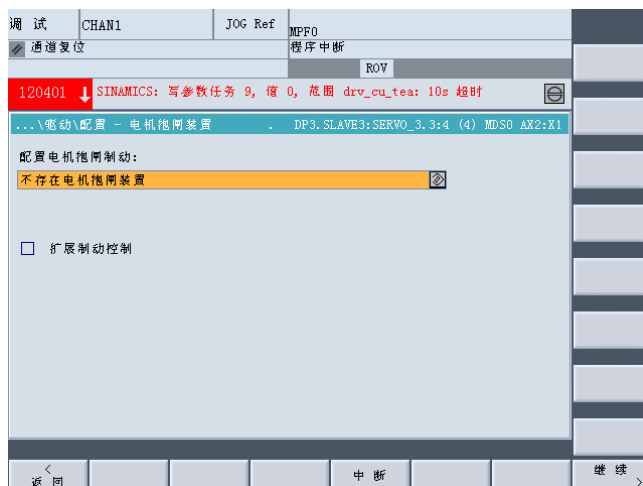 调 试 CHAN1 JOG Ref MPF0
通道复位 程序中断
ROV
120401 SINAMICS: 写参数任务 9, 值 0, 范围 drv_cu_tea: 10s 超时
...\驱动\配置 - 电机抱闸装置 . DP3.SLAVE3:SERVO_3.3:4 (4) MDS0 AX2:X1
配置电机抱闸制动:
不存在电机抱闸装置
扩展制动控制
< 返 回 中 断 继 续 >